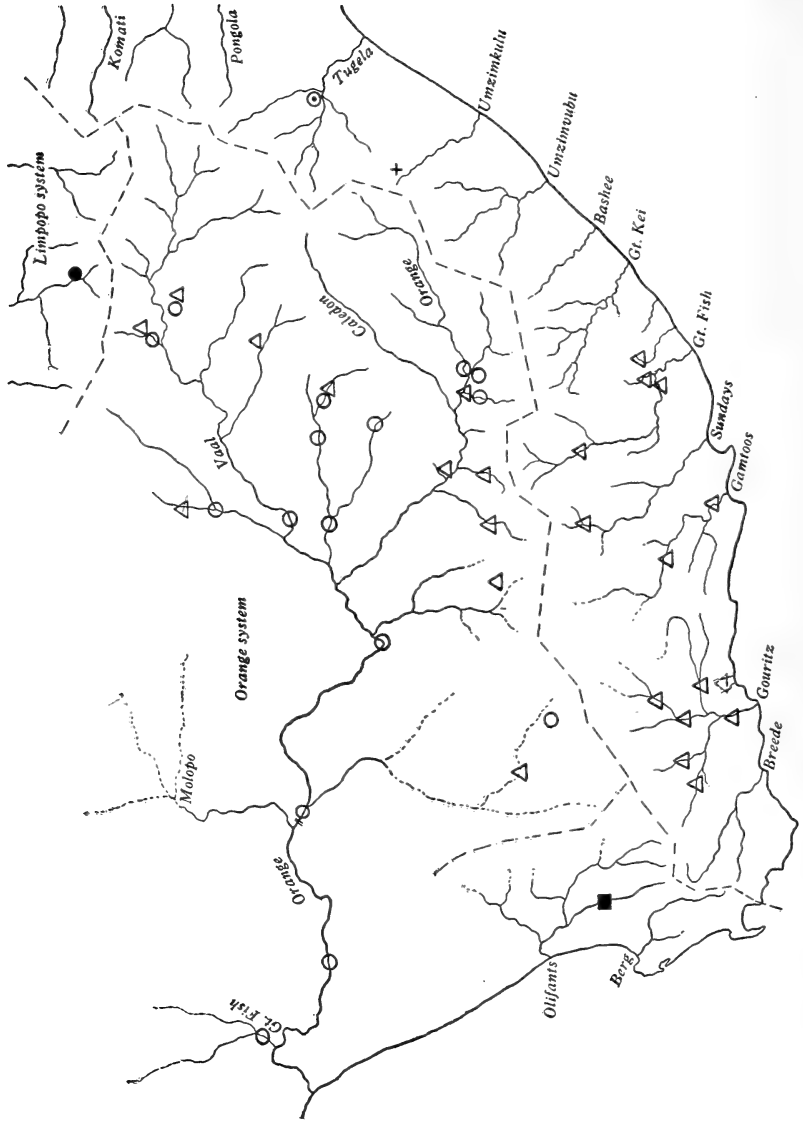 Komati
Pongola
Limpopo system
Tugela
Umzimkulu
Umzimvubu
Bashee
Gt. Kei
Gt. Fish
Sundays
Gamtoos
Orange
Caledon
Vaal
Orange system
Molopo
Orange
Gt. Fish
Gouritz
Breede
Olifants
Berg